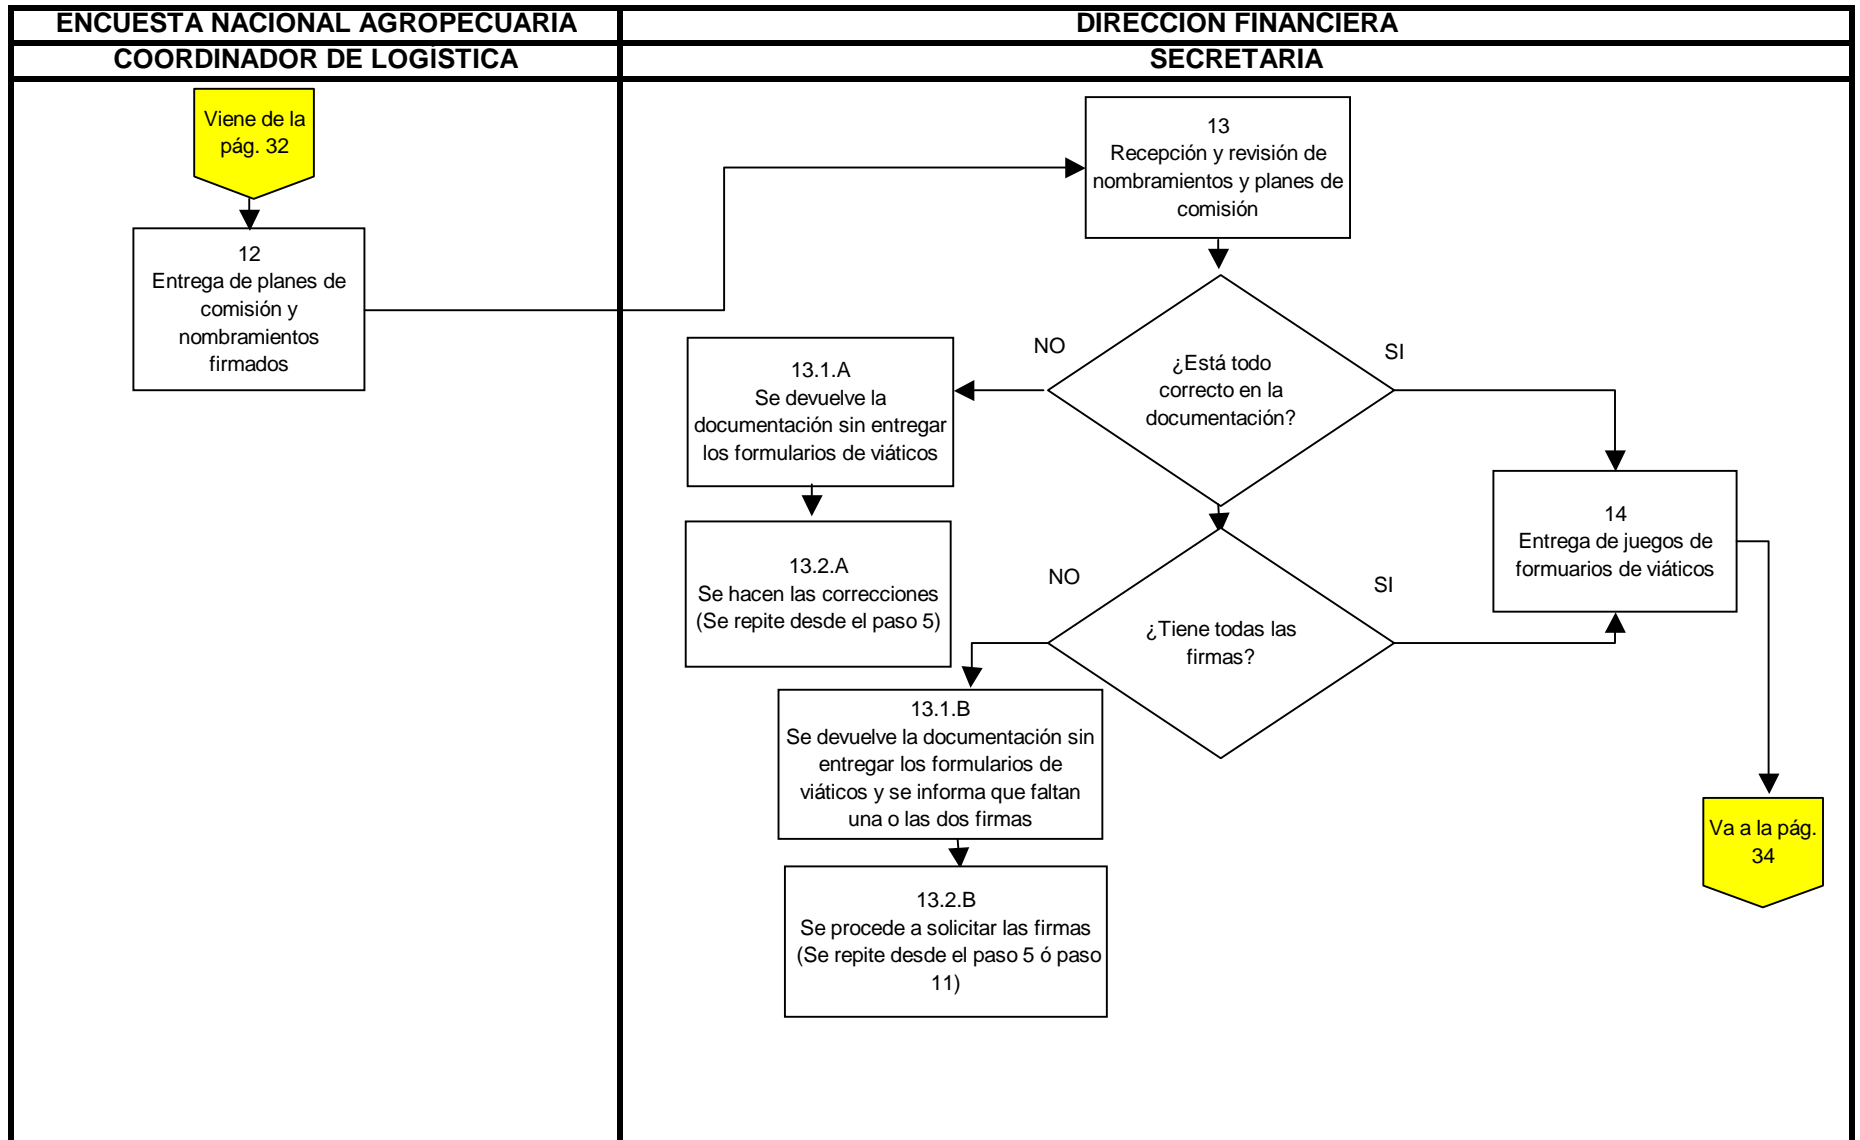 ENCUESTA NACIONAL AGROPECUARIA
DIRECCION FINANCIERA
COORDINADOR DE LOGÍSTICA
SECRETARIA
Viene de la
pág. 32
12
Entrega de planes de
comisión y
nombramientos
firmados
13
Recepción y revisión de
nombramientos y planes de
comisión
¿Está todo
correcto en la
documentación?
NO
SI
13.1.A
Se devuelve la
documentación sin entregar
los formularios de viáticos
13.2.A
Se hacen las correcciones
(Se repite desde el paso 5)
14
Entrega de juegos de
formuarios de viáticos
¿Tiene todas las
firmas?
NO
SI
13.1.B
Se devuelve la documentación sin
entregar los formularios de
viáticos y se informa que faltan
una o las dos firmas
13.2.B
Se procede a solicitar las firmas
(Se repite desde el paso 5 ó paso
11)
Va a la pág.
34